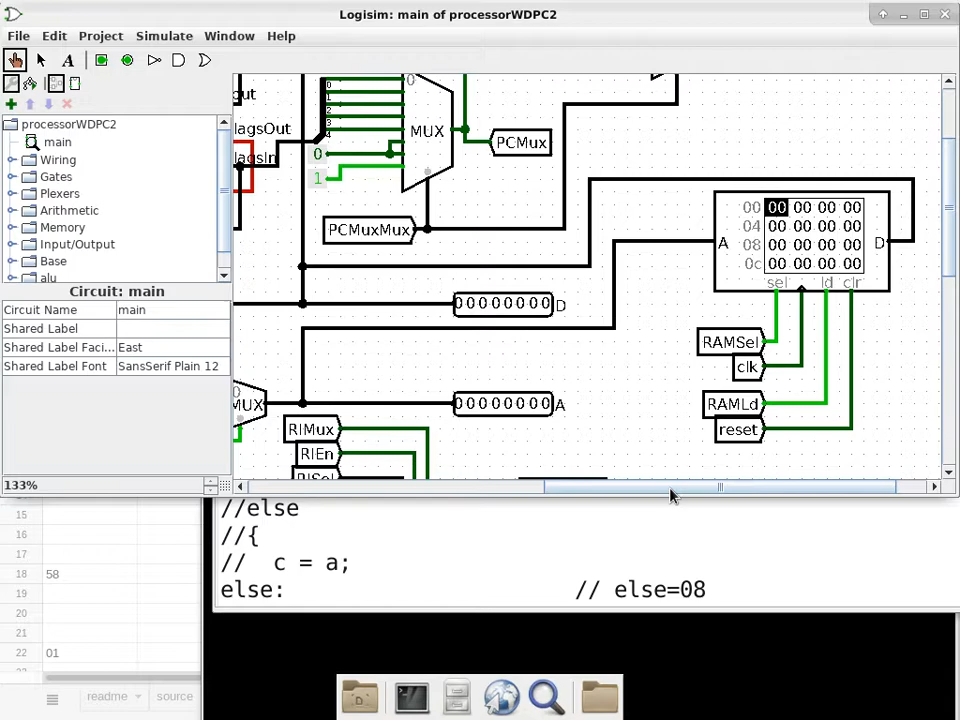 Logisim: main of processorWDPC2
File Edit Project Simulate Window Help
A
processorWDPC2
main
Wiring
Gates
Plexers
Arithmetic
Memory
Input/Output
Base
alu
Circuit: main
Circuit Name main
Shared Label
Shared Label Faci... East
Shared Label Font SansSerif Plain 12
133%
lagsOut
lagsIn
0
1
2
3
4
0
MUX
PCMux
0
1
PCMuxMux
00 00 00 00 00
04 00 00 00 00
A 08 00 00 00 00 D
0c 00 00 00 00
sel ld clr
00000000 D
RAMSel
clk
RAMLd
reset
0
MUX
00000000 A
RIMux
RIEn
15
16
17
18 58
19
20
21
22 01
//else
//{
// c = a;
else: // else=08
readme source
D